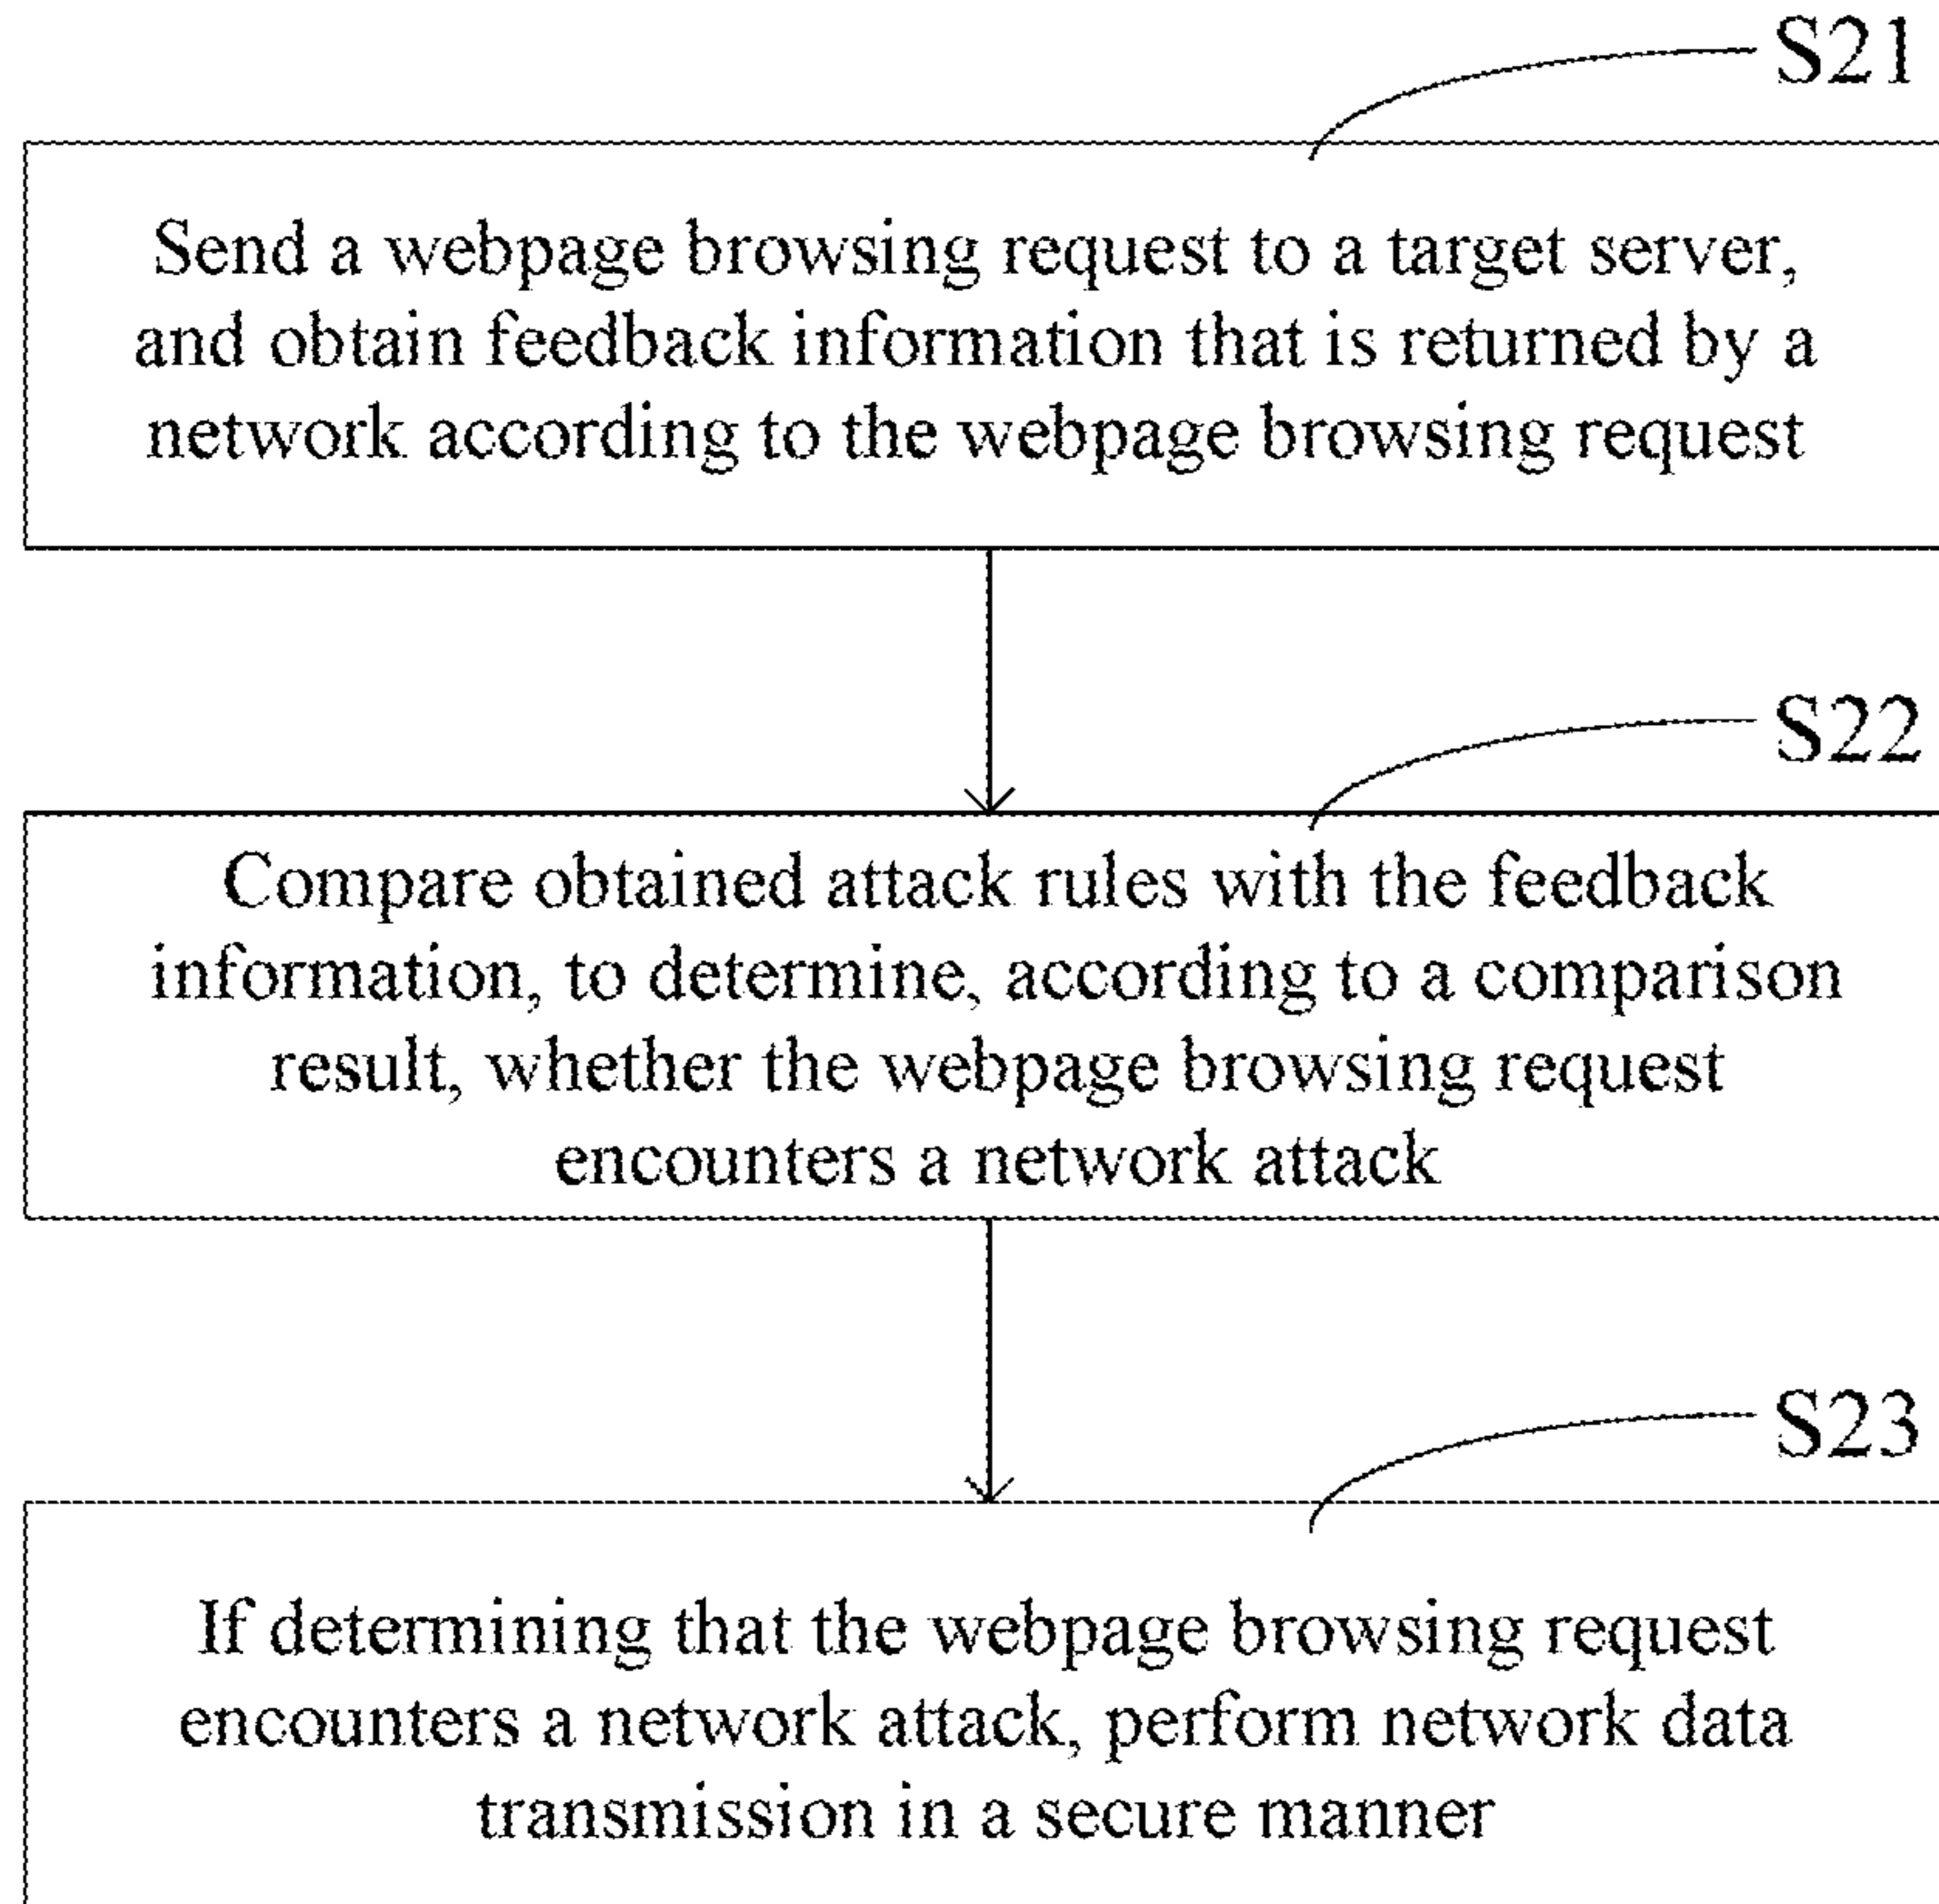 S21
Send a webpage browsing request to a target server,
and obtain feedback information that is returned by a
network according to the webpage browsing request
S22
Compare obtained attack rules with the feedback
information, to determine, according to a comparison
result, whether the webpage browsing request
encounters a network attack
S23
If determining that the webpage browsing request
encounters a network attack, perform network data
transmission in a secure manner